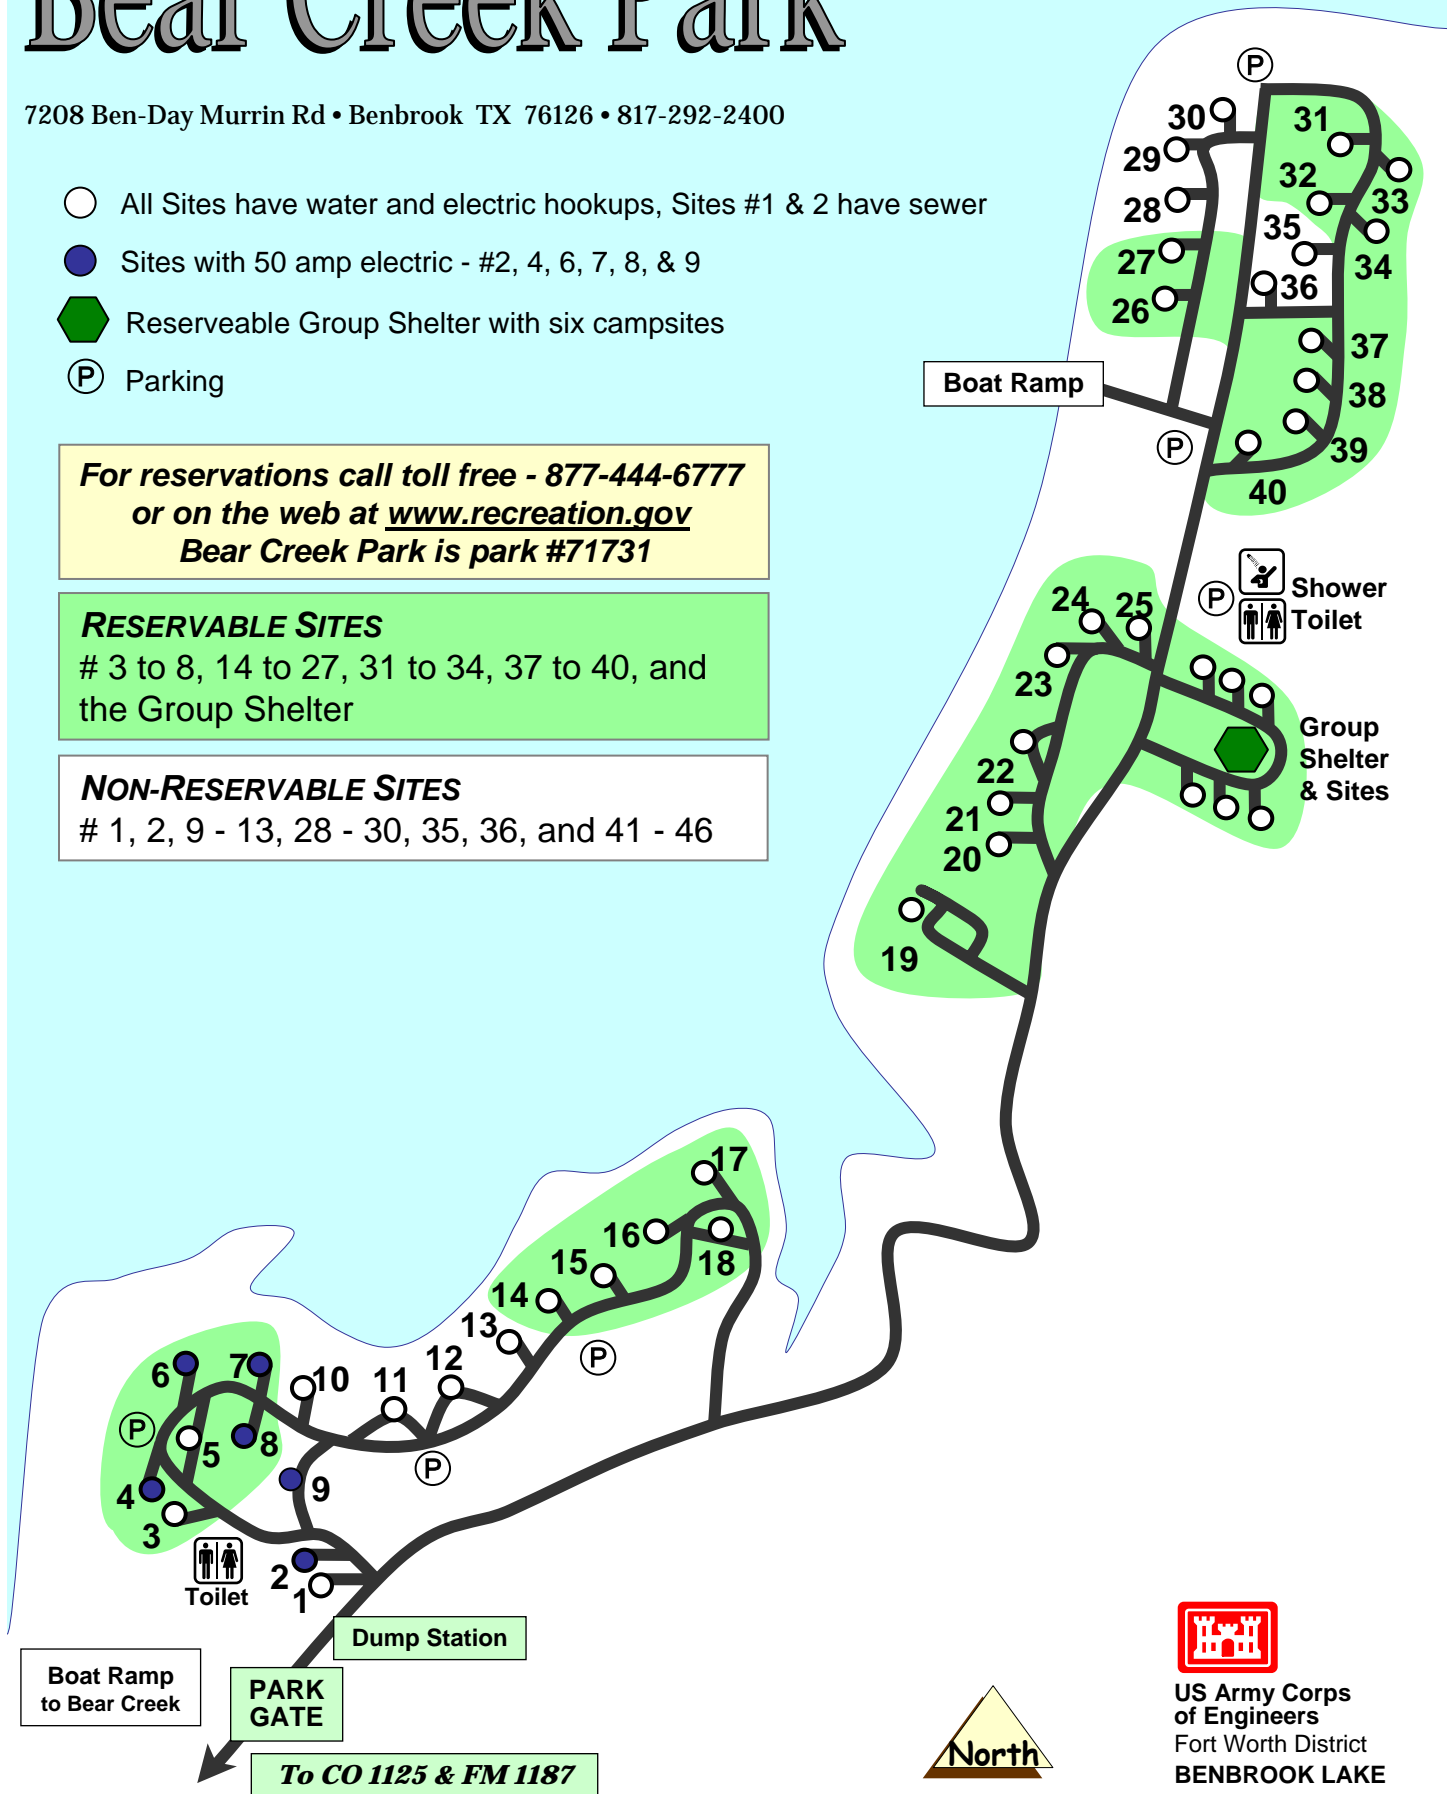 Bear Creek Park
7208 Ben-Day Murrin Rd • Benbrook TX 76126 • 817-292-2400
All Sites have water and electric hookups, Sites #1 & 2 have sewer
Sites with 50 amp electric - #2, 4, 6, 7, 8, & 9
Reserveable Group Shelter with six campsites
P Parking
For reservations call toll free - 877-444-6777
or on the web at www.recreation.gov
Bear Creek Park is park #71731
RESERVABLE SITES
# 3 to 8, 14 to 27, 31 to 34, 37 to 40, and
the Group Shelter
NON-RESERVABLE SITES
# 1, 2, 9 - 13, 28 - 30, 35, 36, and 41 - 46
P
30
31
29
32
33
28
35
34
27
36
26
37
Boat Ramp
38
P
39
40
P
Shower
Toilet
24
25
23
Group
Shelter
& Sites
22
21
20
19
17
16
18
15
14
13
P
12
11
10
7
6
P
5
8
P
9
4
3
Toilet
2
1
Dump Station
Boat Ramp
to Bear Creek
PARK
GATE
To CO 1125 & FM 1187
North
US Army Corps
of Engineers
Fort Worth District
BENBROOK LAKE